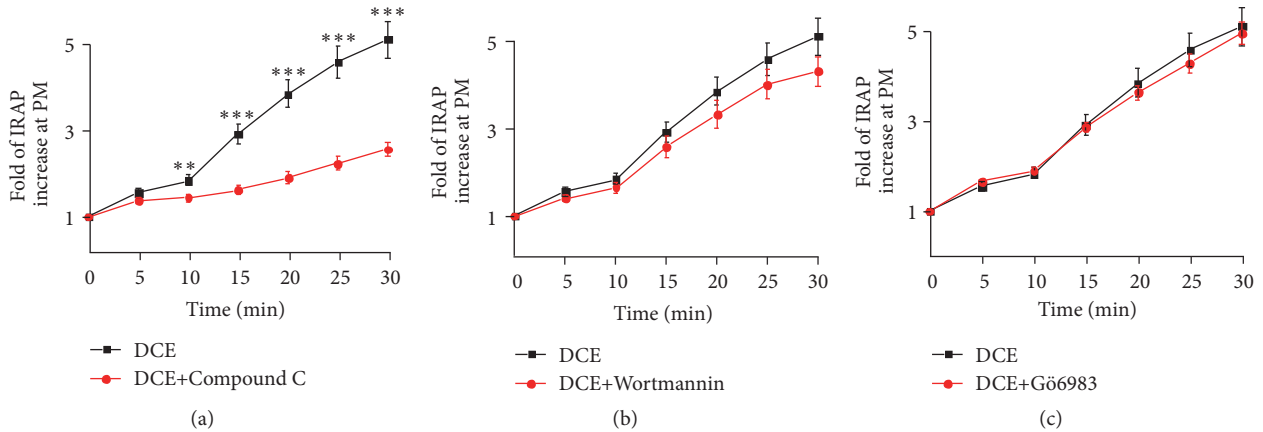 Fold of IRAP
increase at PM
5
3
1
** *** *** *** *** 
0 5 10 15 20 25 30
Time (min)
DCE
DCE+Compound C
(a)
Fold of IRAP
increase at PM
5
3
1
0 5 10 15 20 25 30
Time (min)
DCE
DCE+Wortmannin
(b)
Fold of IRAP
increase at PM
5
3
1
0 5 10 15 20 25 30
Time (min)
DCE
DCE+Gö6983
(c)